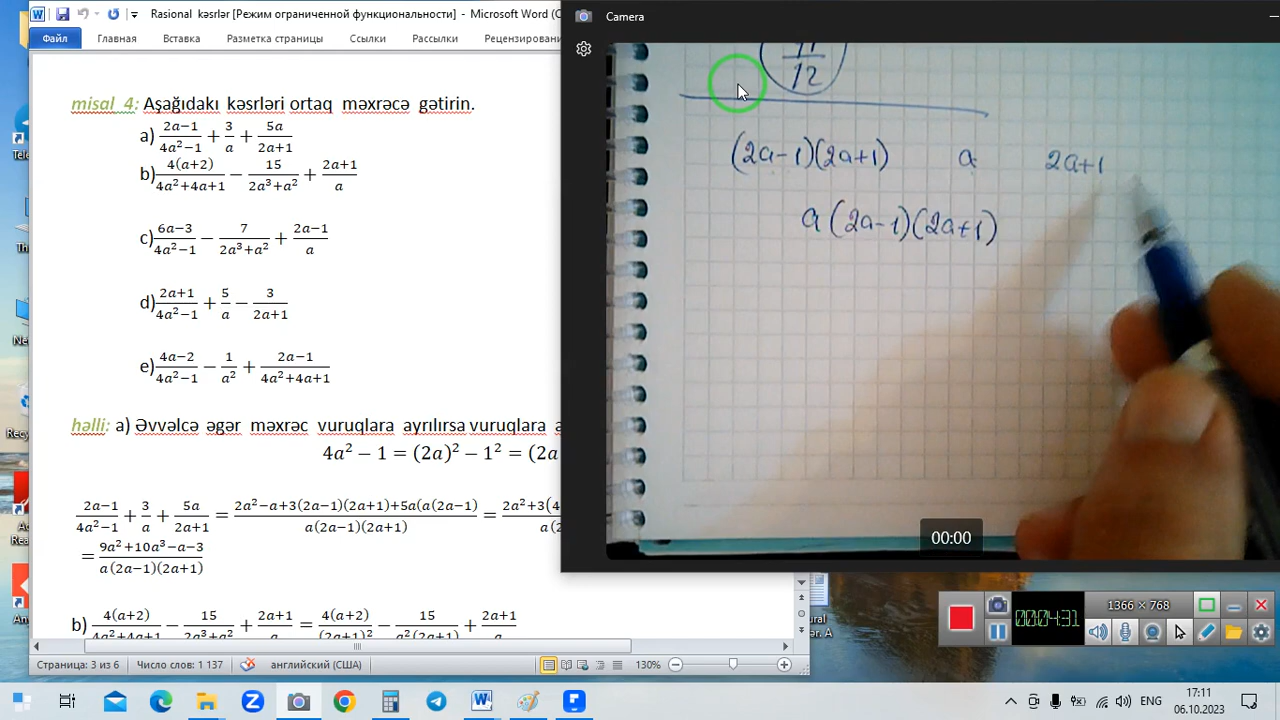 Rasional kəsrlər [Режим ограниченной функциональности] - Microsoft Word (С
Файл Главная Вставка Разметка страницы Ссылки Рассылки Рецензировани
misal 4: Aşağıdakı kəsrləri ortaq məxrəcə gətirin.
a) (2a−1)/(4a²−1) + 3/a + 5a/(2a+1)
b) 4(a+2)/(4a²+4a+1) − 15/(2a³+a²) + (2a+1)/a
c) (6a−3)/(4a²−1) − 7/(2a³+a²) + (2a−1)/a
d) (2a+1)/(4a²−1) + 5/a − 3/(2a+1)
e) (4a−2)/(4a²−1) − 1/a² + (2a−1)/(4a²+4a+1)
həlli: a) Əvvəlcə əgər məxrəc vuruqlara ayrılırsa vuruqlara a
4a² − 1 = (2a)² − 1² = (2a
(2a−1)/(4a²−1) + 3/a + 5a/(2a+1) = (2a²−a+3(2a−1)(2a+1)+5a(a(2a−1))/(a(2a−1)(2a+1)) = 2a²+3(4
= (9a²+10a³−a−3)/(a(2a−1)(2a+1))
b) 4(a+2)/(4a²+4a+1) − 15/(2a³+a²) + (2a+1)/a = 4(a+2)/(2a+1)² − 15/(a²(2a+1)) + (2a+1)/a
Страница: 3 из 6 Число слов: 1 137 английский (США) 130%
Camera
12
(2a-1)(2a+1) a 2a+1
a(2a-1)(2a+1)
00:00
00:04:31
1366 × 768
ENG
17:11
06.10.2023